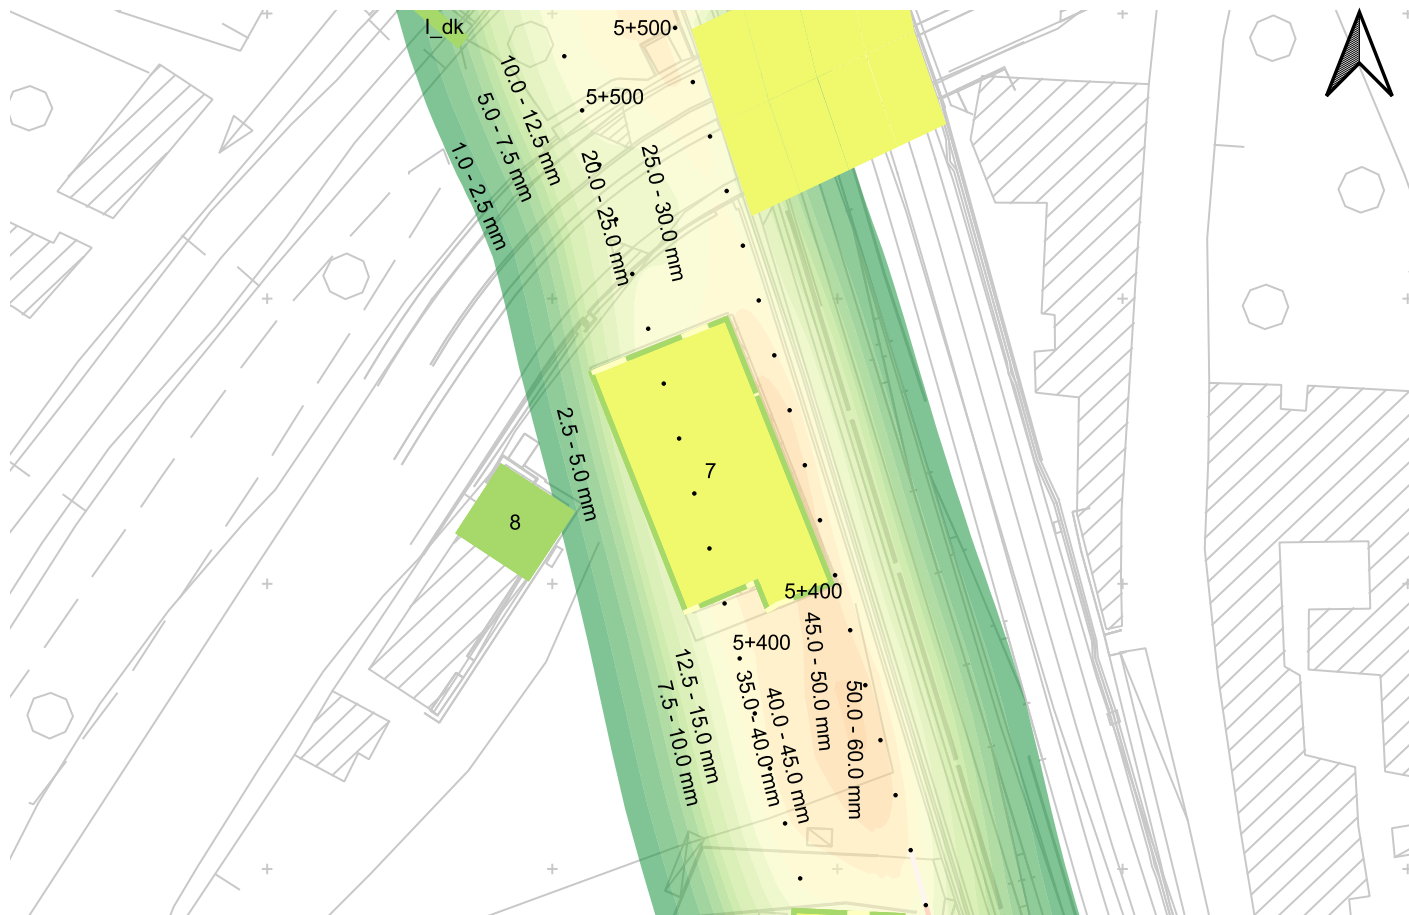 l_dk
5+500
5+500
10.0 - 12.5 mm
5.0 - 7.5 mm
1.0 - 2.5 mm
20.0 - 25.0 mm
25.0 - 30.0 mm
2.5 - 5.0 mm
7
8
5+400
5+400
12.5 - 15.0 mm
7.5 - 10.0 mm
35.0 - 40.0 mm
40.0 - 45.0 mm
45.0 - 50.0 mm
50.0 - 60.0 mm